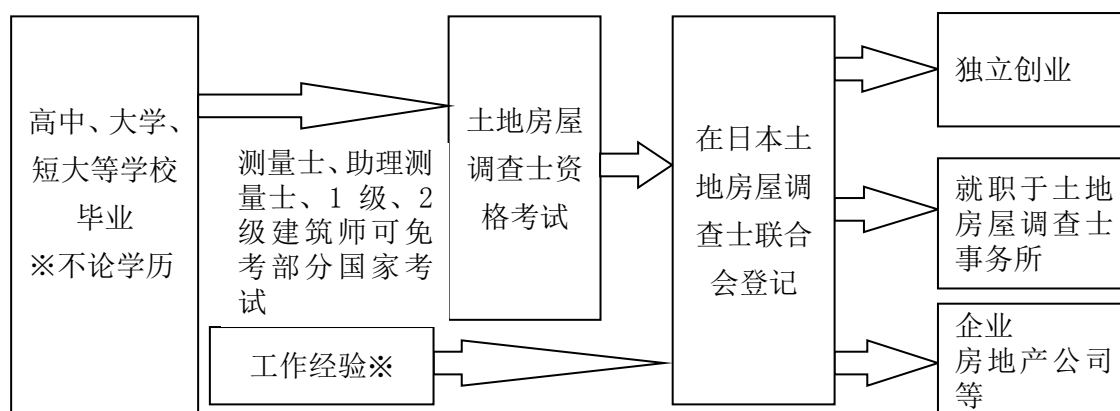 高中、大学、
短大等学校
毕业
※不论学历
测量士、助理测
量士、1 级、2
级建筑师可免
考部分国家考
试
工作经验※
土地房屋
调查士资
格考试
在日本土
地房屋调
查士联合
会登记
独立创业
就职于土地
房屋调查士
事务所
企业
房地产公司
等